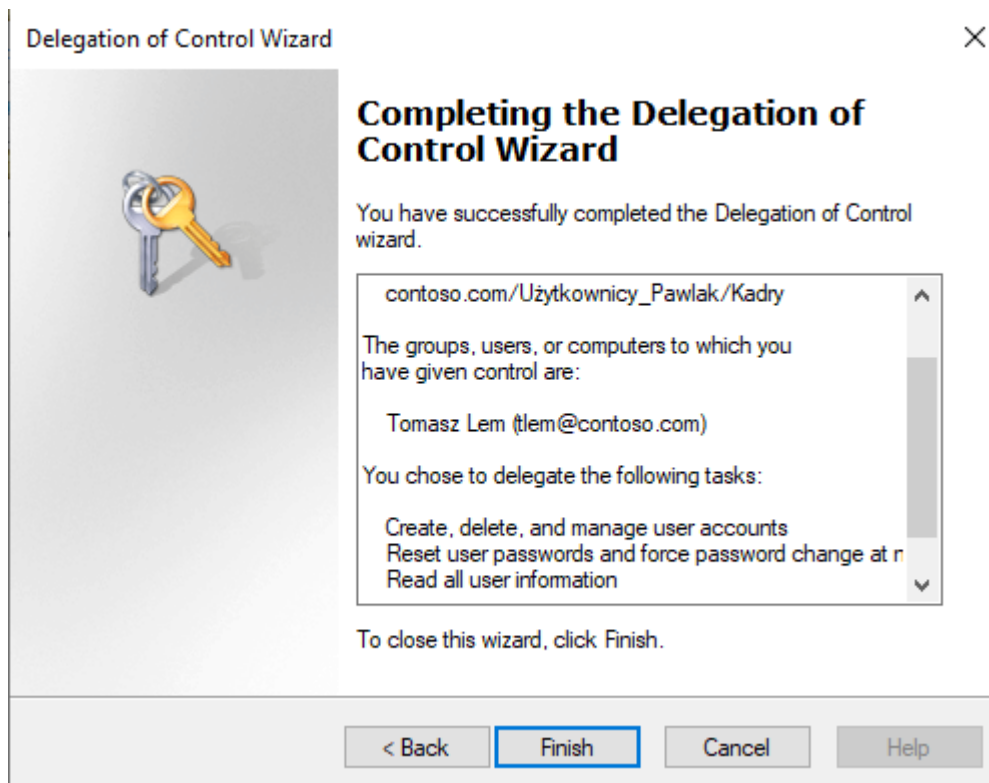 Delegation of Control Wizard
Completing the Delegation of
Control Wizard
You have successfully completed the Delegation of Control
wizard.
contoso.com/Użytkownicy_Pawlak/Kadry
The groups, users, or computers to which you
have given control are:
Tomasz Lem (tlem@contoso.com)
You chose to delegate the following tasks:
Create, delete, and manage user accounts
Reset user passwords and force password change at
Read all user information
To close this wizard, click Finish.
< Back
Finish
Cancel
Help